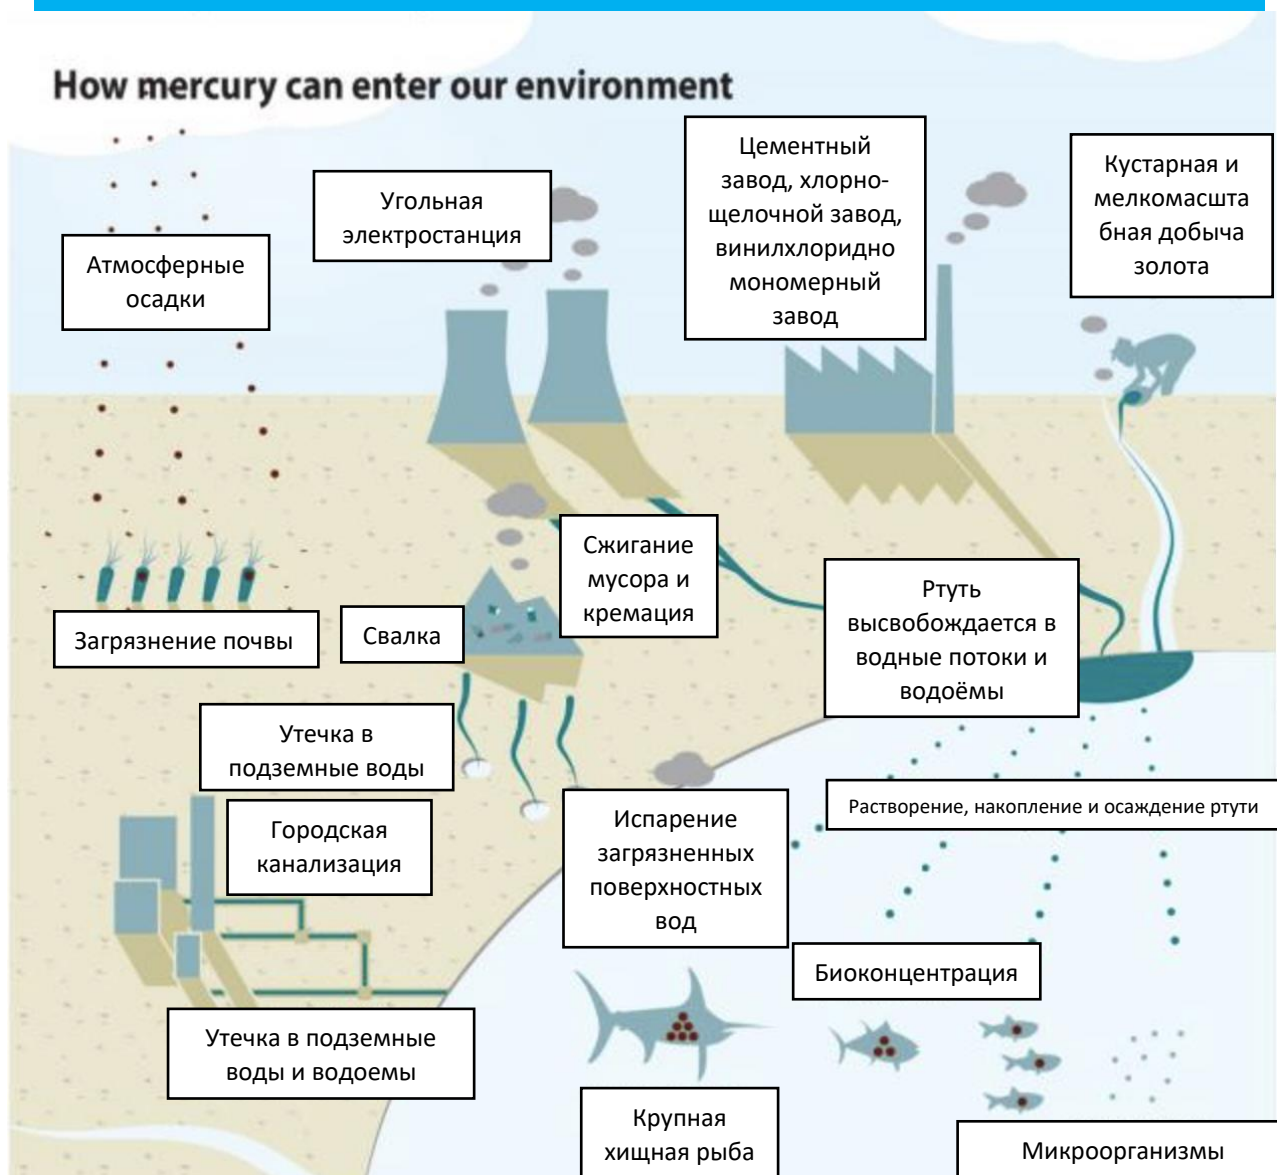 How mercury can enter our environment
Цементный
завод, хлорно-
щелочной завод,
винилхлоридно
мономерный
завод
Кустарная и
мелкомасшта
бная добыча
золота
Угольная
электростанция
Атмосферные
осадки
Сжигание
мусора и
кремация
Ртуть
высвобождается в
водные потоки и
водоёмы
Загрязнение почвы
Свалка
Утечка в
подземные воды
Растворение, накопление и осаждение ртути
Испарение
загрязненных
поверхностных
вод
Городская
канализация
Биоконцентрация
Утечка в подземные
воды и водоемы
Крупная
хищная рыба
Микроорганизмы